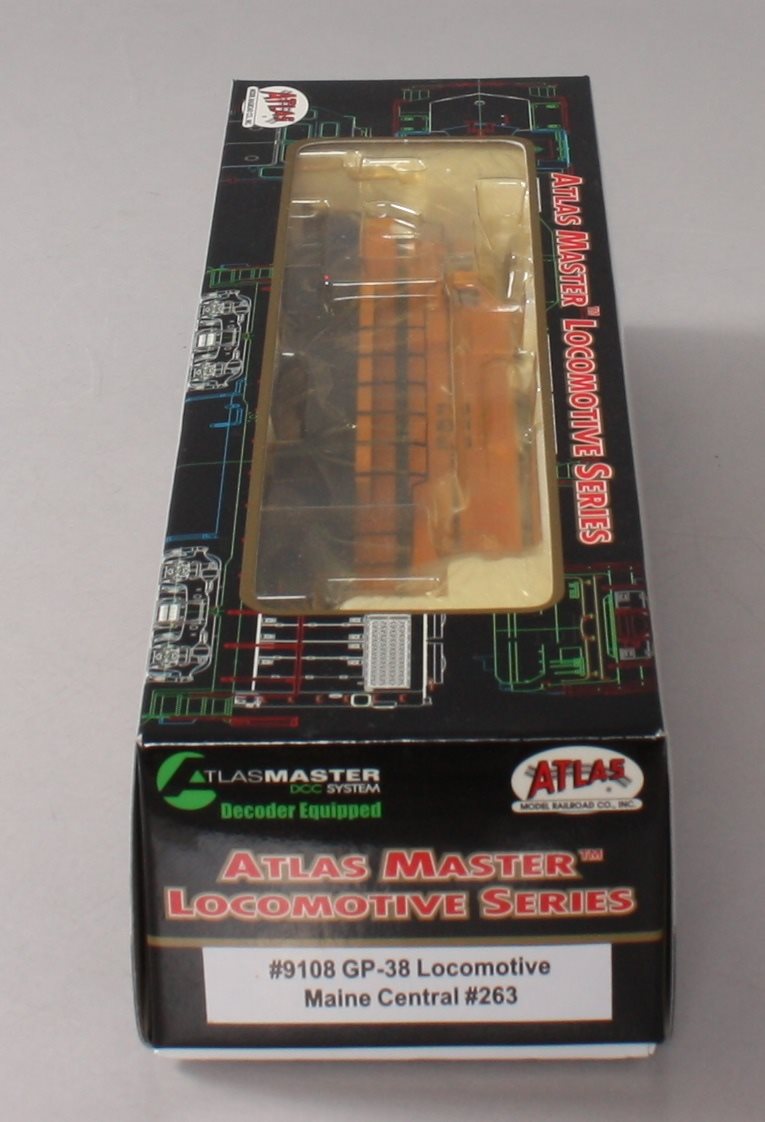 ATLAS
ATLAS MASTER™ LOCOMOTIVE SERIES
ATLASMASTER
DCC SYSTEM
Decoder Equipped
ATLAS
®
MODEL RAILROAD CO., INC.
ATLAS MASTER™
LOCOMOTIVE SERIES
#9108 GP-38 Locomotive
Maine Central #263